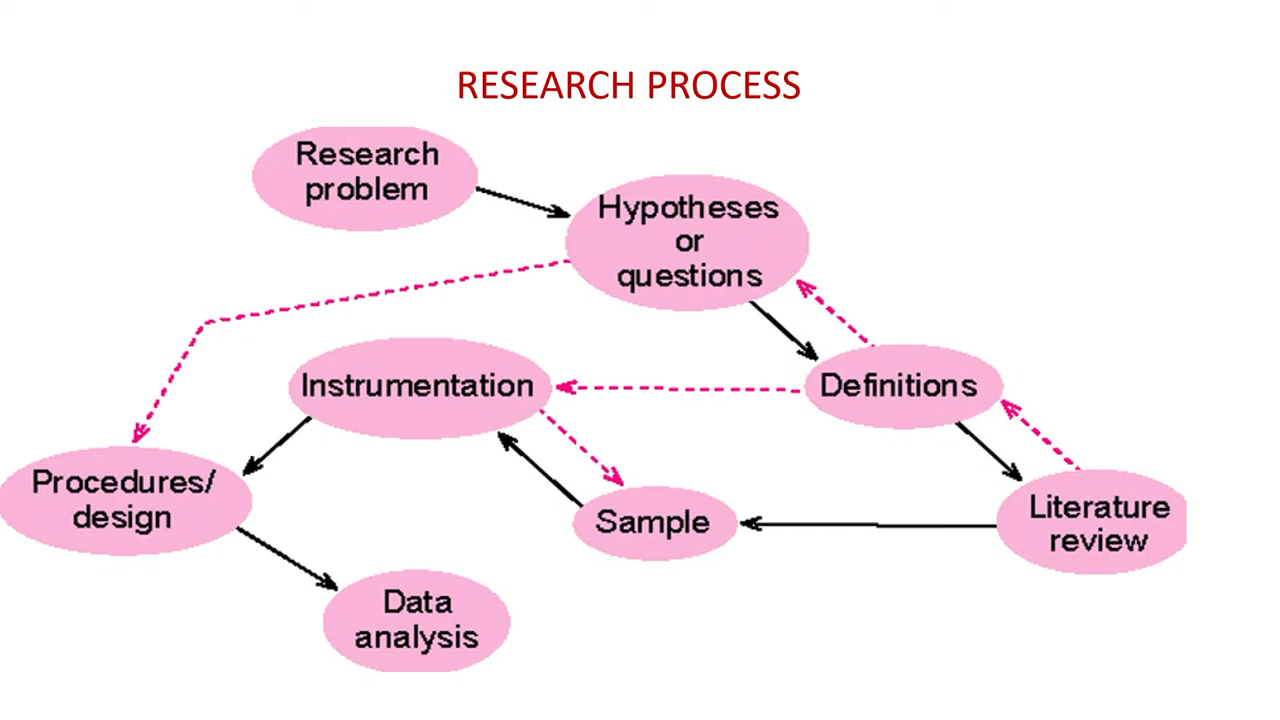 RESEARCH PROCESS
Research
problem
Hypotheses
or
questions
Instrumentation
Definitions
Procedures/
design
Sample
Literature
review
Data
analysis